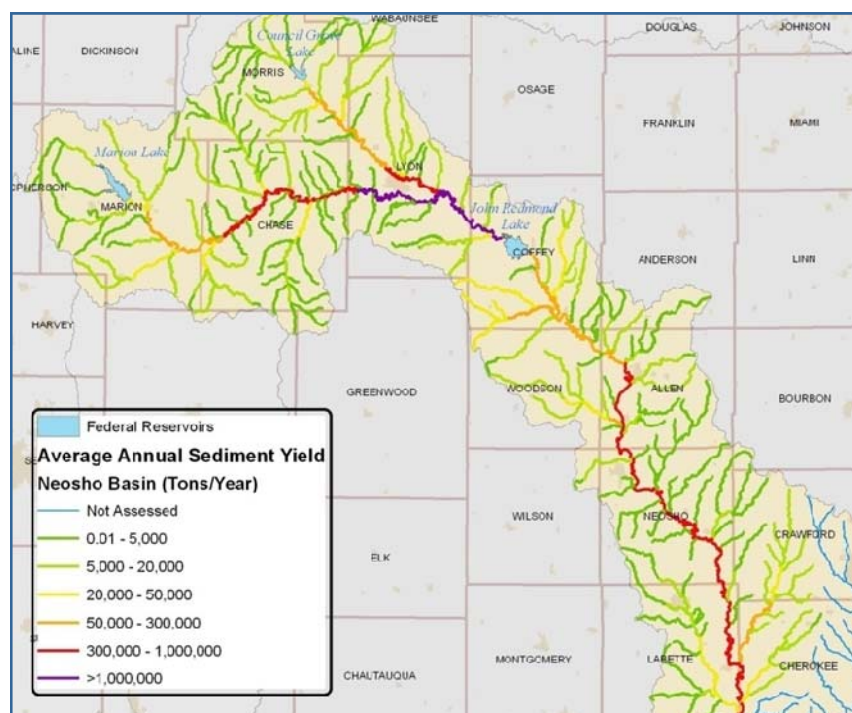 WABAUNSEE
DOUGLAS
JOHNSON
ALINE
DICKINSON
Council Grove
Lake
MORRIS
OSAGE
FRANKLIN
MIAMI
Marion Lake
LYON
PHERSON
MARION
CHASE
John Redmond
Lake
COFFEY
ANDERSON
LINN
HARVEY
GREENWOOD
WOODSON
ALLEN
BOURBON
Federal Reservoirs
Average Annual Sediment Yield
Neosho Basin (Tons/Year)
Not Assessed
0.01 - 5,000
5,000 - 20,000
20,000 - 50,000
50,000 - 300,000
300,000 - 1,000,000
>1,000,000
WILSON
NEOSHO
CRAWFORD
ELK
CHAUTAUQUA
MONTGOMERY
LABETTE
CHEROKEE